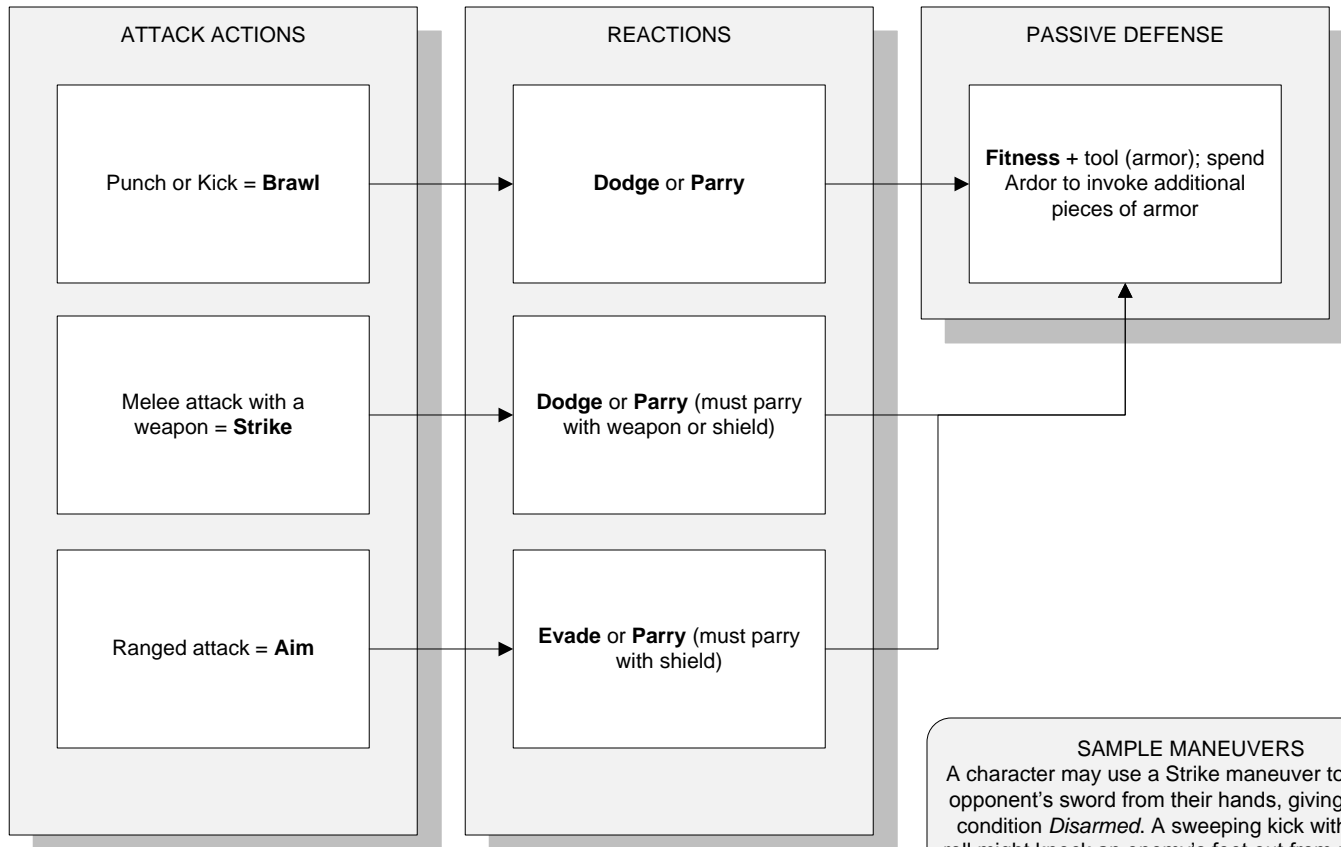 ATTACK ACTIONS
Punch or Kick = Brawl
Melee attack with a
weapon = Strike
Ranged attack = Aim
REACTIONS
Dodge or Parry
Dodge or Parry (must parry
with weapon or shield)
Evade or Parry (must parry
with shield)
PASSIVE DEFENSE
Fitness + tool (armor); spend
Ardor to invoke additional
pieces of armor
SAMPLE MANEUVERS
A character may use a Strike maneuver to
opponent's sword from their hands, giving
condition Disarmed. A sweeping kick with